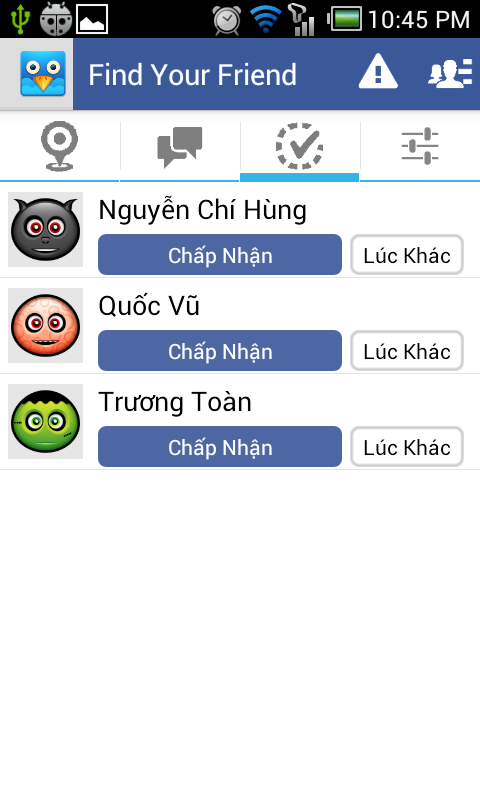 10:45 PM
Find Your Friend
Nguyễn Chí Hùng
Chấp Nhận Lúc Khác
Quốc Vũ
Chấp Nhận Lúc Khác
Trương Toàn
Chấp Nhận Lúc Khác